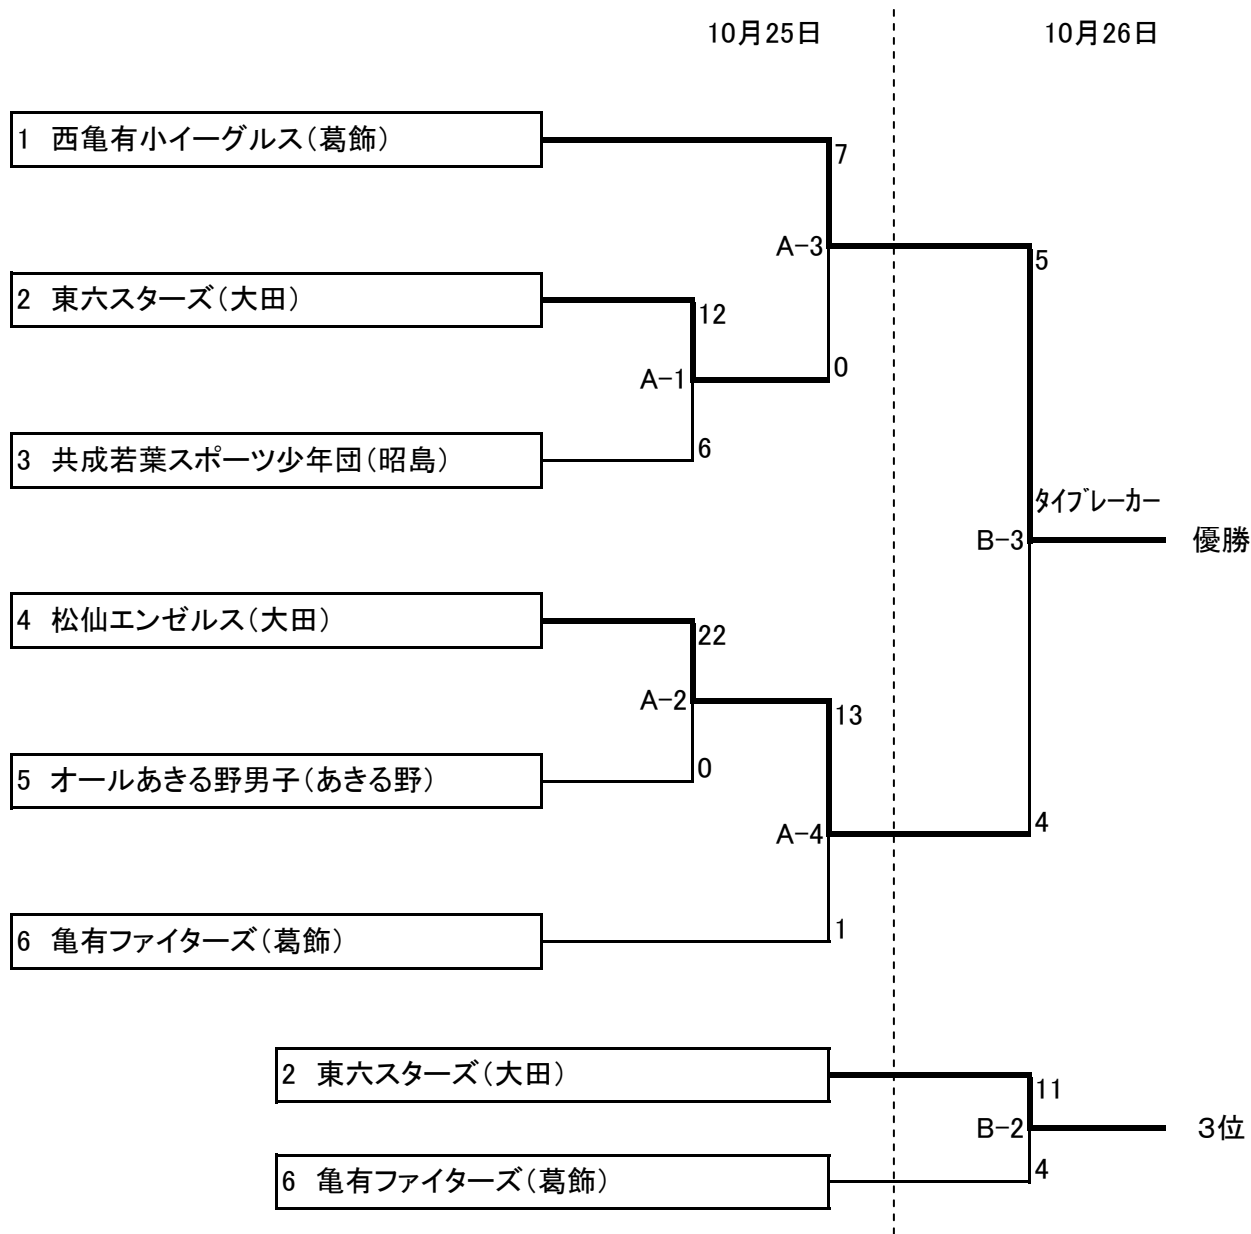 10月25日
10月26日
1 西亀有小イーグルス(葛飾)
7
A-3
5
2 東六スターズ(大田)
12
A-1
0
3 共成若葉スポーツ少年団(昭島)
6
タイブレーカー
B-3
優勝
4 松仙エンゼルス(大田)
22
A-2
13
5 オールあきる野男子(あきる野)
0
A-4
4
6 亀有ファイターズ(葛飾)
1
2 東六スターズ(大田)
11
B-2
3位
6 亀有ファイターズ(葛飾)
4